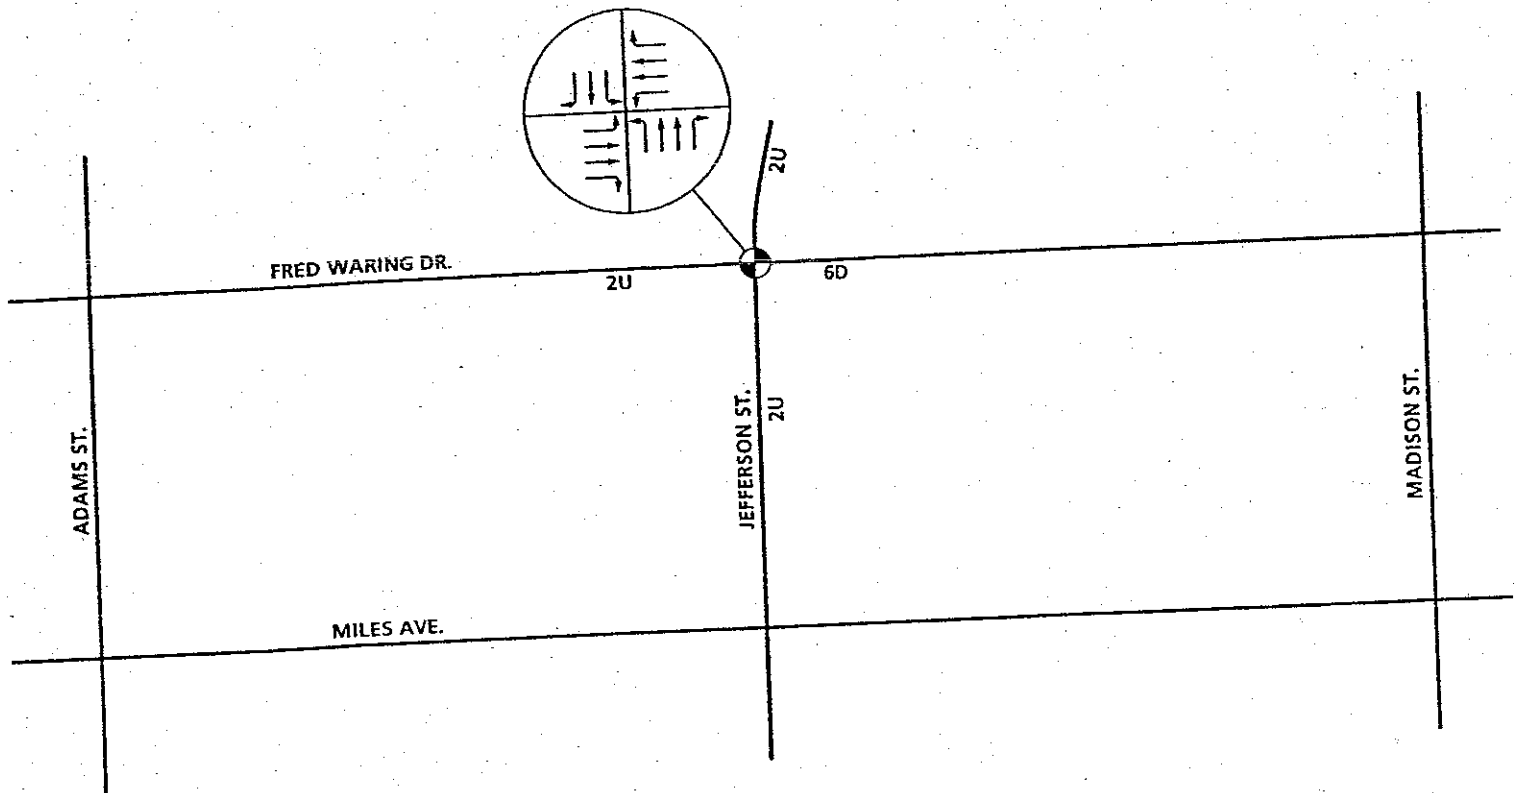 2U
FRED WARING DR.
2U
6D
ADAMS ST.
JEFFERSON ST.
2U
MADISON ST.
MILES AVE.